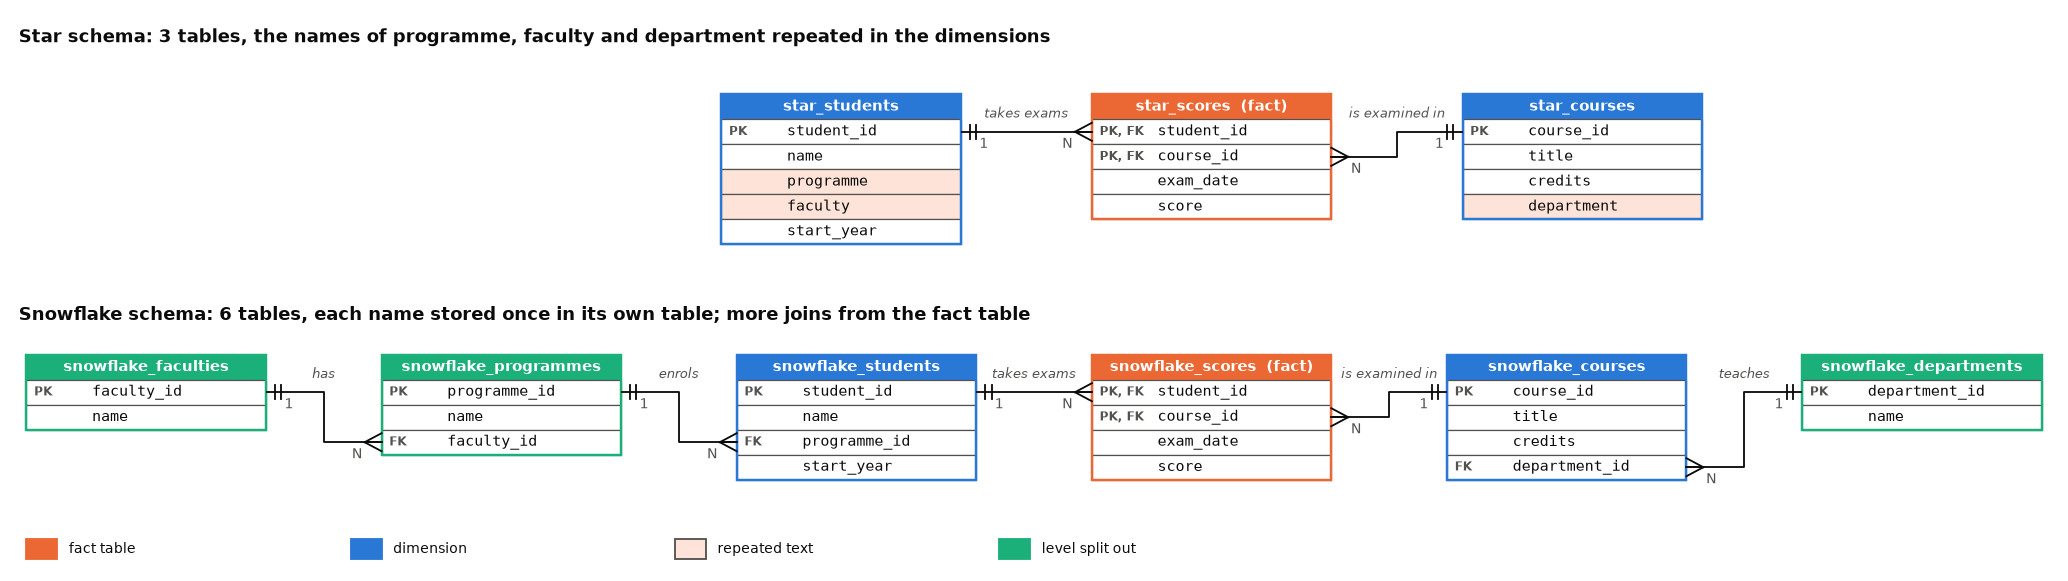 Star schema: 3 tables, the names of programme, faculty and department repeated in the dimensions
star_students
PK student_id
name
programme
faculty
start_year
takes exams
1
N
star_scores (fact)
PK, FK student_id
PK, FK course_id
exam_date
score
is examined in
N
1
star_courses
PK course_id
title
credits
department
Snowflake schema: 6 tables, each name stored once in its own table; more joins from the fact table
snowflake_faculties
PK faculty_id
name
has
1
N
snowflake_programmes
PK programme_id
name
FK faculty_id
enrols
1
N
snowflake_students
PK student_id
name
FK programme_id
start_year
takes exams
1
N
snowflake_scores (fact)
PK, FK student_id
PK, FK course_id
exam_date
score
is examined in
N
1
snowflake_courses
PK course_id
title
credits
FK department_id
teaches
N
1
snowflake_departments
PK department_id
name
fact table
dimension
repeated text
level split out